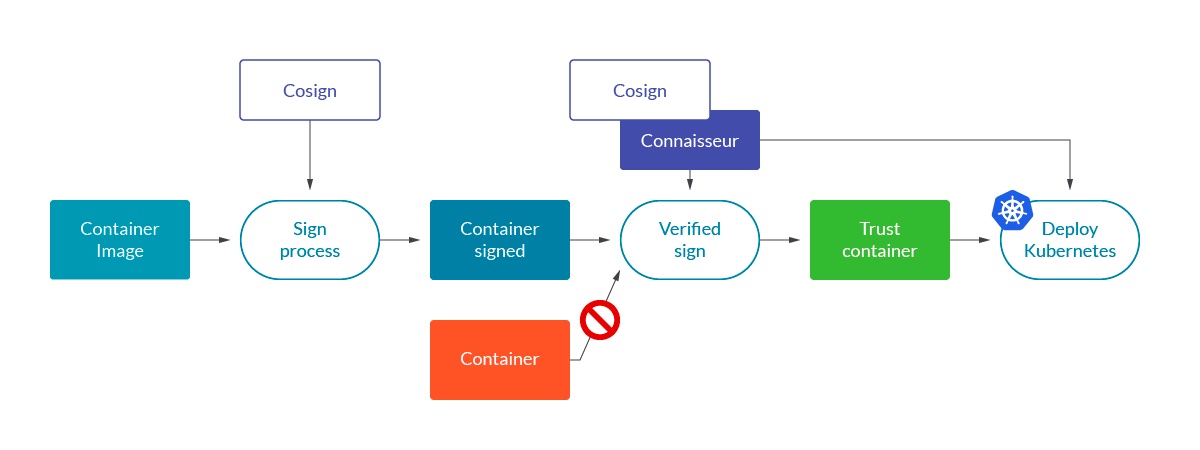 Cosign
Cosign
Connaisseur
Container
Image
Sign
process
Container
signed
Verified
sign
Trust
container
Deploy
Kubernetes
Container